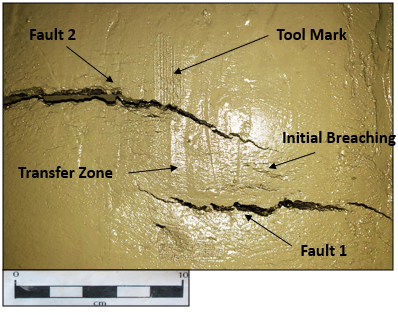 Fault 2
Tool Mark
Initial Breaching
Transfer Zone
Fault 1
0 10
cm